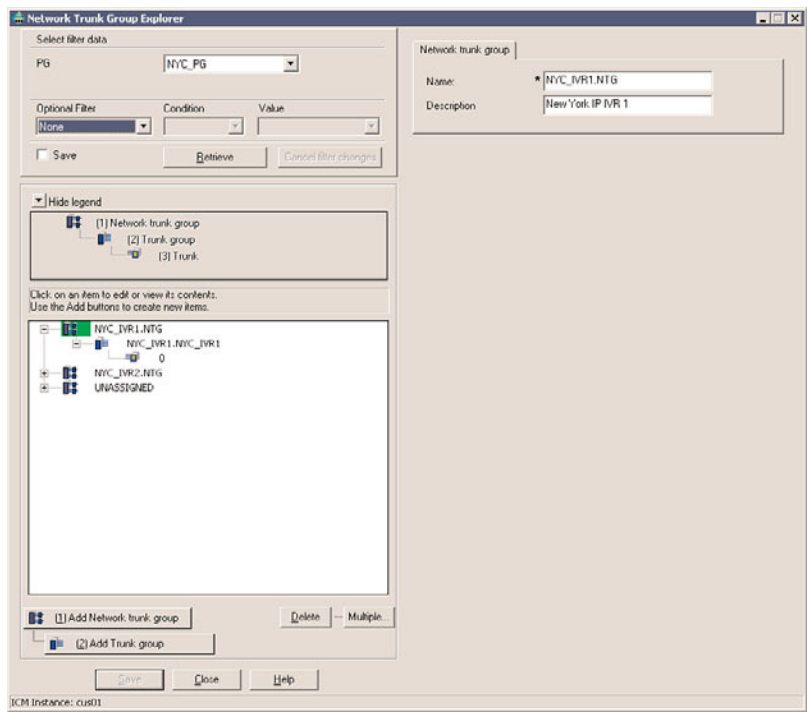 Network Trunk Group Explorer
Select filter data
PG NYC_PG
Optional Filter Condition Value
None
Save Retrieve Cancel filter changes
Hide legend
(1) Network trunk group
(2) Trunk group
(3) Trunk
Click on an item to edit or view its contents.
Use the Add buttons to create new items.
NYC_IVR1.NTG
NYC_IVR1.NYC_IVR1
0
NYC_IVR2.NTG
UNASSIGNED
(1) Add Network trunk group Delete -- Multiple...
(2) Add Trunk group
Save Close Help
ICM Instance: cus01
Network trunk group
Name: * NYC_IVR1.NTG
Description New York IP IVR 1